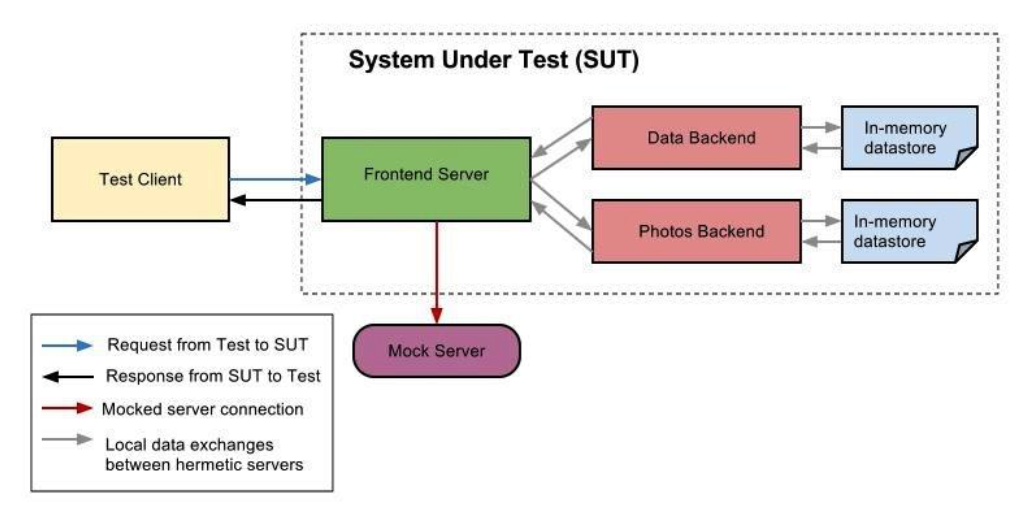 System Under Test (SUT)
Test Client
Frontend Server
Data Backend
In-memory
datastore
Photos Backend
In-memory
datastore
Mock Server
Request from Test to SUT
Response from SUT to Test
Mocked server connection
Local data exchanges
between hermetic servers